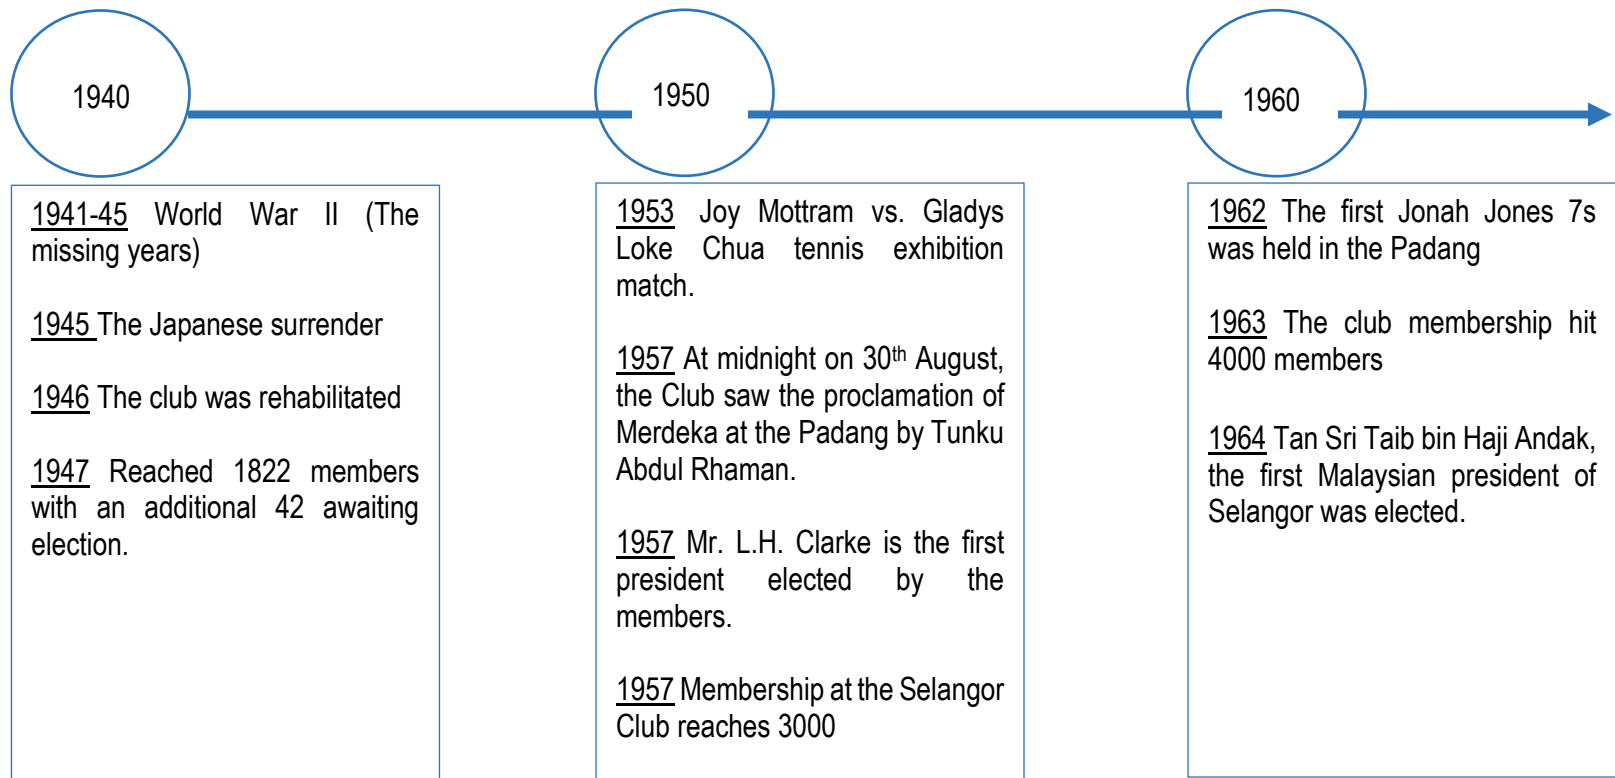 1940
1950
1960
1941-45 World War II (The
missing years)
1945 The Japanese surrender
1946 The club was rehabilitated
1947 Reached 1822 members
with an additional 42 awaiting
election.
1953 Joy Mottram vs. Gladys
Loke Chua tennis exhibition
match.
1957 At midnight on 30th August,
the Club saw the proclamation of
Merdeka at the Padang by Tunku
Abdul Rhaman.
1957 Mr. L.H. Clarke is the first
president elected by the
members.
1957 Membership at the Selangor
Club reaches 3000
1962 The first Jonah Jones 7s
was held in the Padang
1963 The club membership hit
4000 members
1964 Tan Sri Taib bin Haji Andak,
the first Malaysian president of
Selangor was elected.